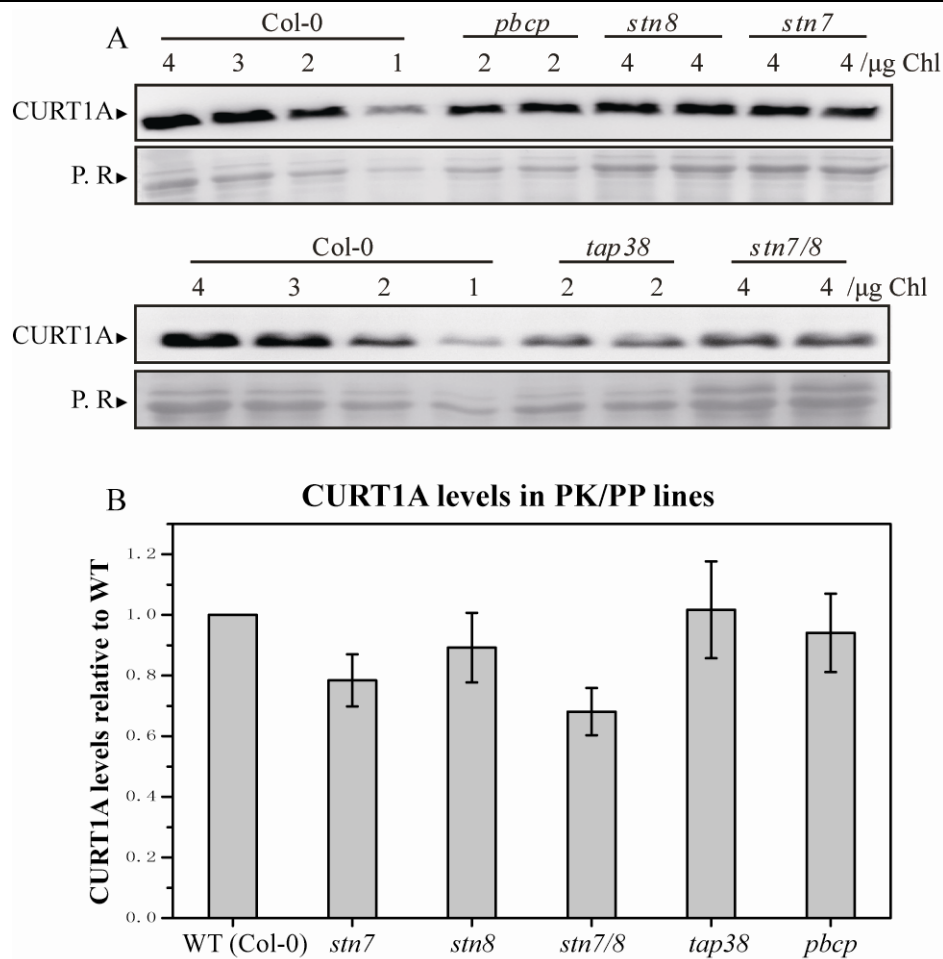 A
Col-0 pbcp stn8 stn7
4 3 2 1 2 2 4 4 4 4 /μg Chl
CURT1A
P. R
Col-0 tap38 stn7/8
4 3 2 1 2 2 4 4 /μg Chl
CURT1A
P. R
B
CURT1A levels in PK/PP lines
CURT1A levels relative to WT
1.2
1.0
0.8
0.6
0.4
0.2
0.0
WT (Col-0) stn7 stn8 stn7/8 tap38 pbcp